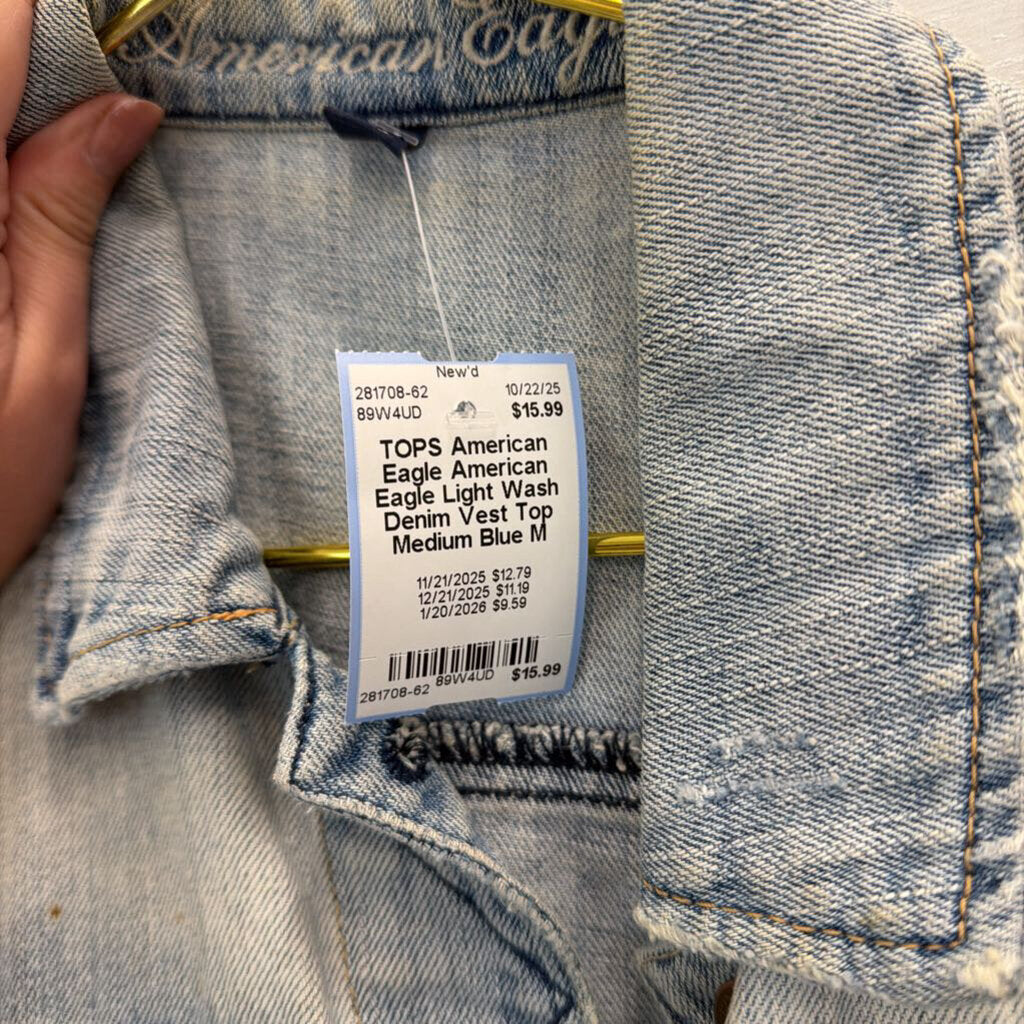 American Eagle
New'd
281708-62 10/22/25
89W4UD $15.99
TOPS American
Eagle American
Eagle Light Wash
Denim Vest Top
Medium Blue M
11/21/2025 $12.79
12/21/2025 $11.19
1/20/2026 $9.59
281708-62 89W4UD $15.99